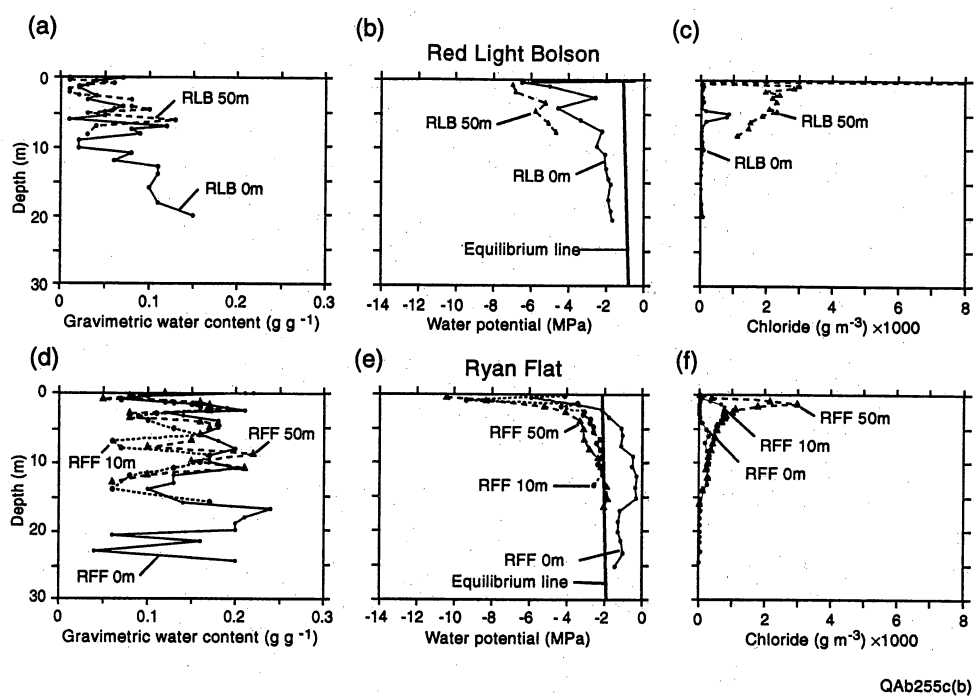 (a) (b) (c)
Red Light Bolson
0
10
20
30
Depth (m)
RLB 50m
RLB 0m
0 0.1 0.2 0.3
Gravimetric water content (g g⁻¹)
RLB 50m
RLB 0m
Equilibrium line
-14 -12 -10 -8 -6 -4 -2 0
Water potential (MPa)
RLB 50m
RLB 0m
0 2 4 6 8
Chloride (g m⁻³) ×1000
(d) (e) (f)
Ryan Flat
0
10
20
30
Depth (m)
RFF 50m
RFF 10m
RFF 0m
0 0.1 0.2 0.3
Gravimetric water content (g g⁻¹)
RFF 50m
RFF 10m
RFF 0m
Equilibrium line
-14 -12 -10 -8 -6 -4 -2 0
Water potential (MPa)
RFF 50m
RFF 10m
RFF 0m
0 2 4 6 8
Chloride (g m⁻³) ×1000
QAb255c(b)